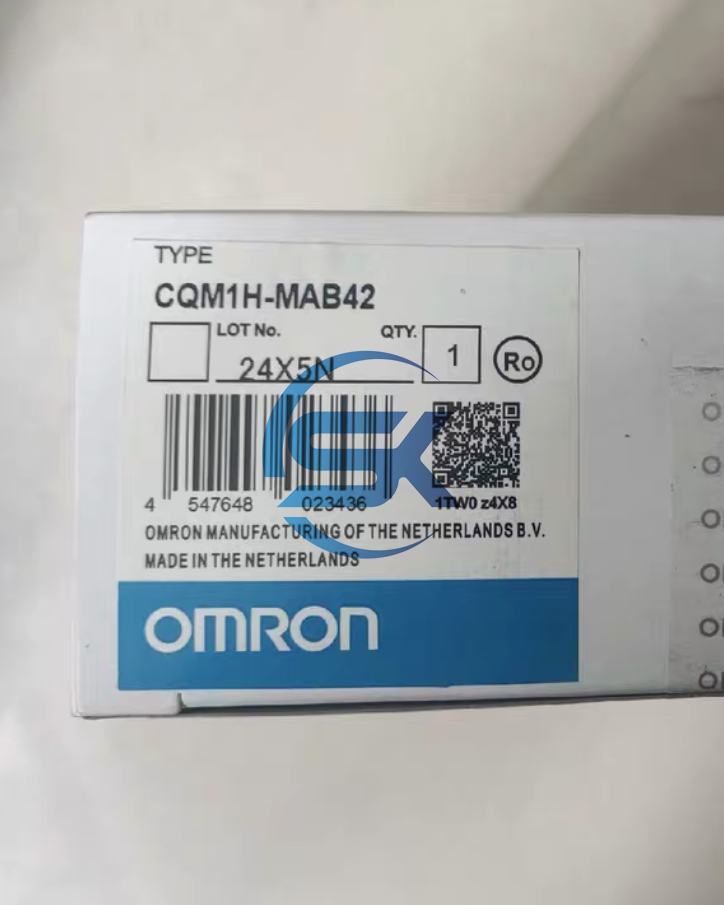 TYPE
CQM1H-MAB42
LOT No. QTY.
24X5N 1 Ro
SK
4 547648 023436 1TW0 z4X8
OMRON MANUFACTURING OF THE NETHERLANDS B.V.
MADE IN THE NETHERLANDS
OMRON